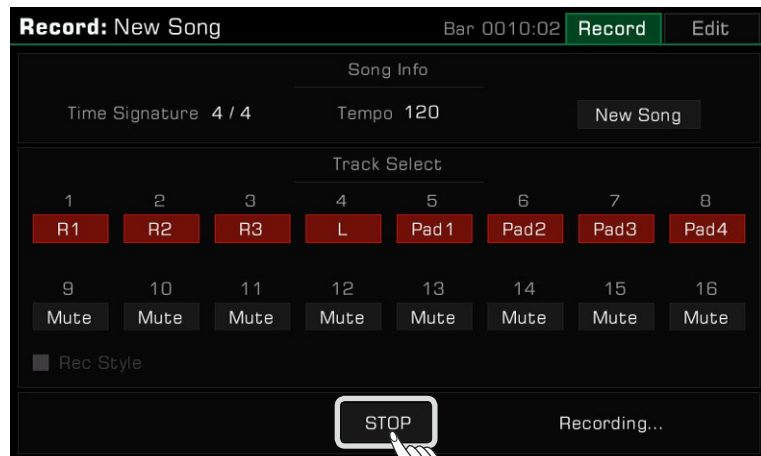 Record: New Song Bar 0010:02 Record Edit
Song Info
Time Signature 4 / 4 Tempo 120 New Song
Track Select
1 2 3 4 5 6 7 8
R1 R2 R3 L Pad1 Pad2 Pad3 Pad4
9 10 11 12 13 14 15 16
Mute Mute Mute Mute Mute Mute Mute Mute
Rec Style
STOP Recording...